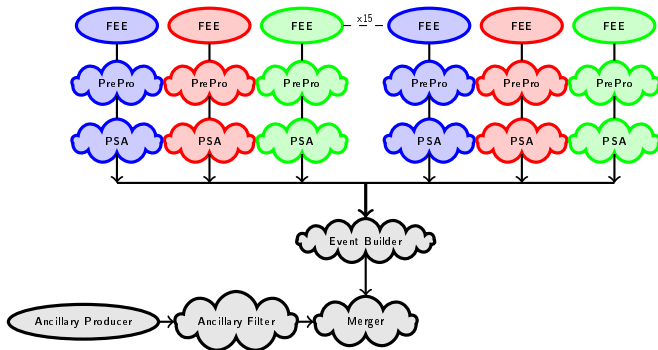 FEE FEE FEE x15 FEE FEE FEE
PrePro PrePro PrePro PrePro PrePro PrePro
PSA PSA PSA PSA PSA PSA
Event Builder
Ancillary Producer Ancillary Filter Merger